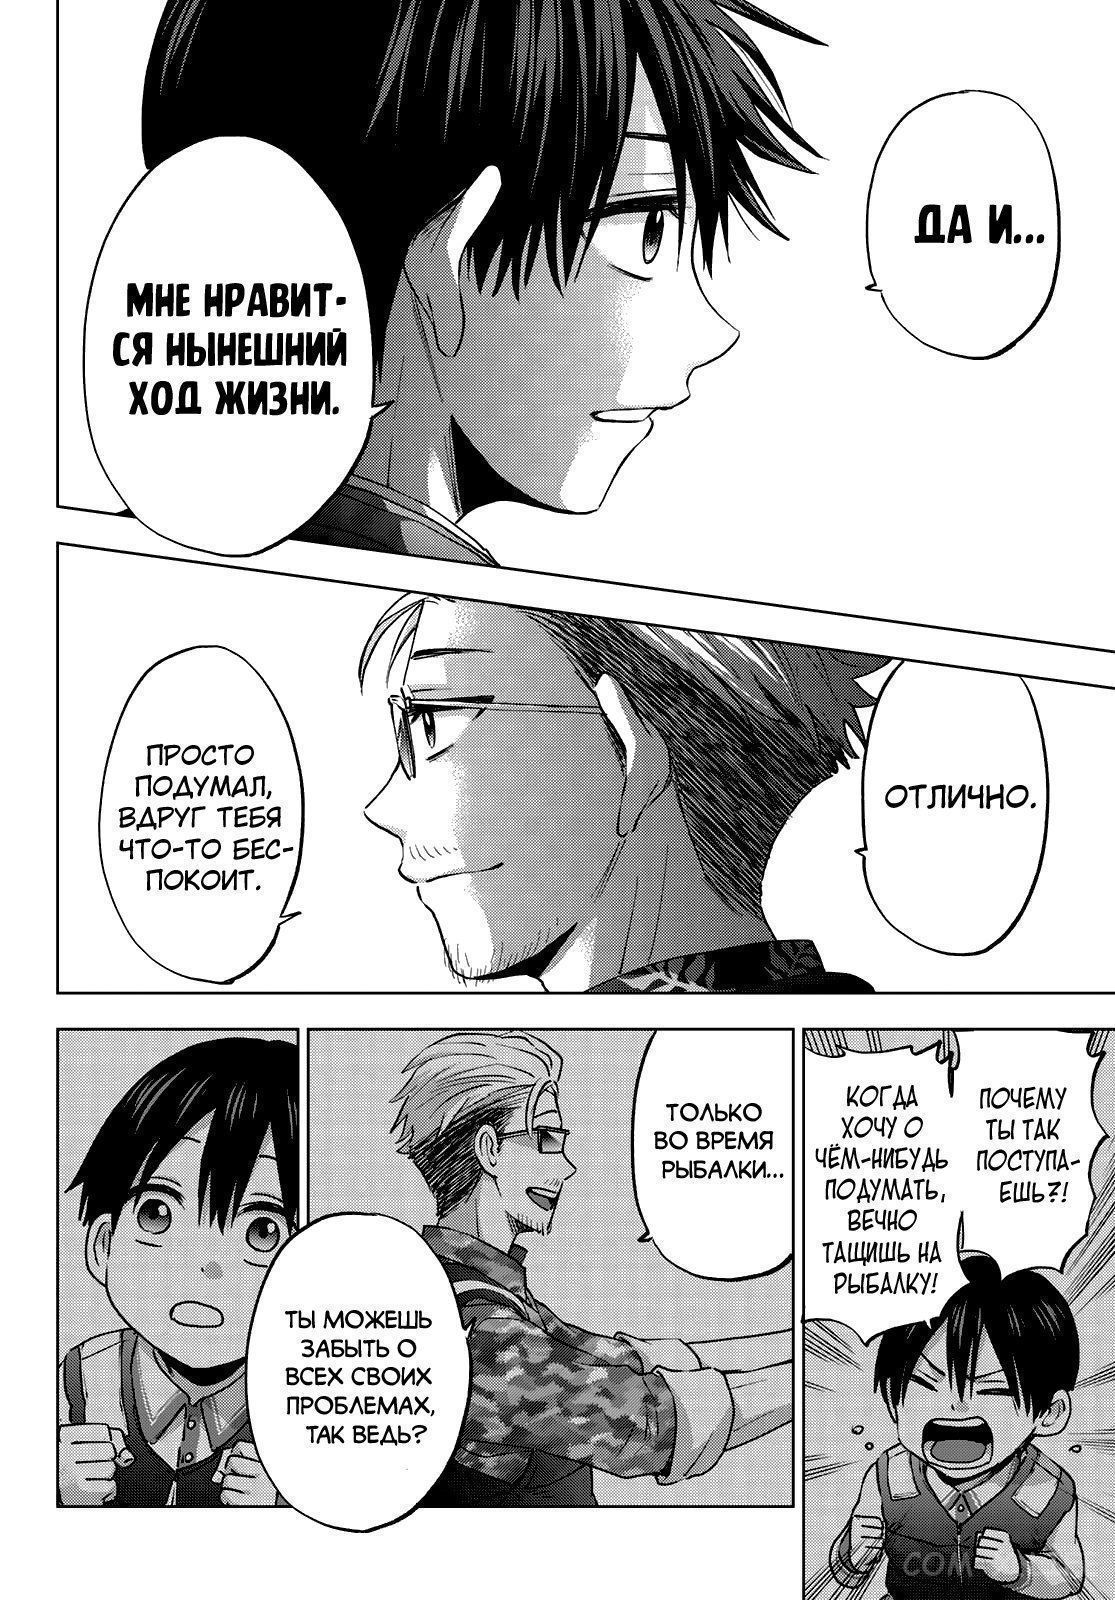 ДА И...
МНЕ НРАВИТ-
СЯ НЫНЕШНИЙ
ХОД ЖИЗНИ.
ОТЛИЧНО.
ПРОСТО
ПОДУМАЛ,
ВДРУГ ТЕБЯ
ЧТО-ТО БЕС-
ПОКОИТ.
ПОЧЕМУ
ТЫ ТАК
ПОСТУПА-
ЕШЬ?!
КОГДА
ХОЧУ О
ЧЁМ-НИБУДЬ
ПОДУМАТЬ,
ВЕЧНО
ТАЩИШЬ НА
РЫБАЛКУ!
ТОЛЬКО
ВО ВРЕМЯ
РЫБАЛКИ...
ТЫ МОЖЕШЬ
ЗАБЫТЬ О
ВСЕХ СВОИХ
ПРОБЛЕМАХ,
ТАК ВЕДЬ?